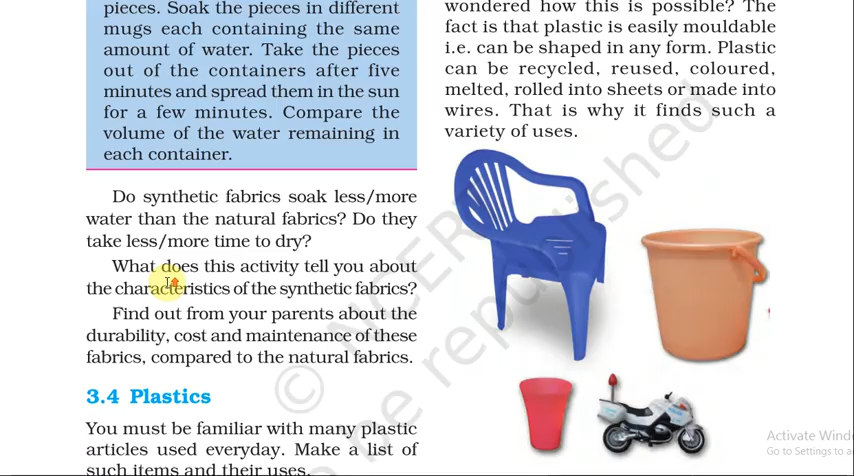 pieces. Soak the pieces in different
mugs each containing the same
amount of water. Take the pieces
out of the containers after five
minutes and spread them in the sun
for a few minutes. Compare the
volume of the water remaining in
each container.
Do synthetic fabrics soak less/more
water than the natural fabrics? Do they
take less/more time to dry?
What does this activity tell you about
the characteristics of the synthetic fabrics?
Find out from your parents about the
durability, cost and maintenance of these
fabrics, compared to the natural fabrics.
3.4 Plastics
You must be familiar with many plastic
articles used everyday. Make a list of
such items and their uses.
wondered how this is possible? The
fact is that plastic is easily mouldable
i.e. can be shaped in any form. Plastic
can be recycled, reused, coloured,
melted, rolled into sheets or made into
wires. That is why it finds such a
variety of uses.
© NCERT
be republished
Activate Wind
Go to Settings to a